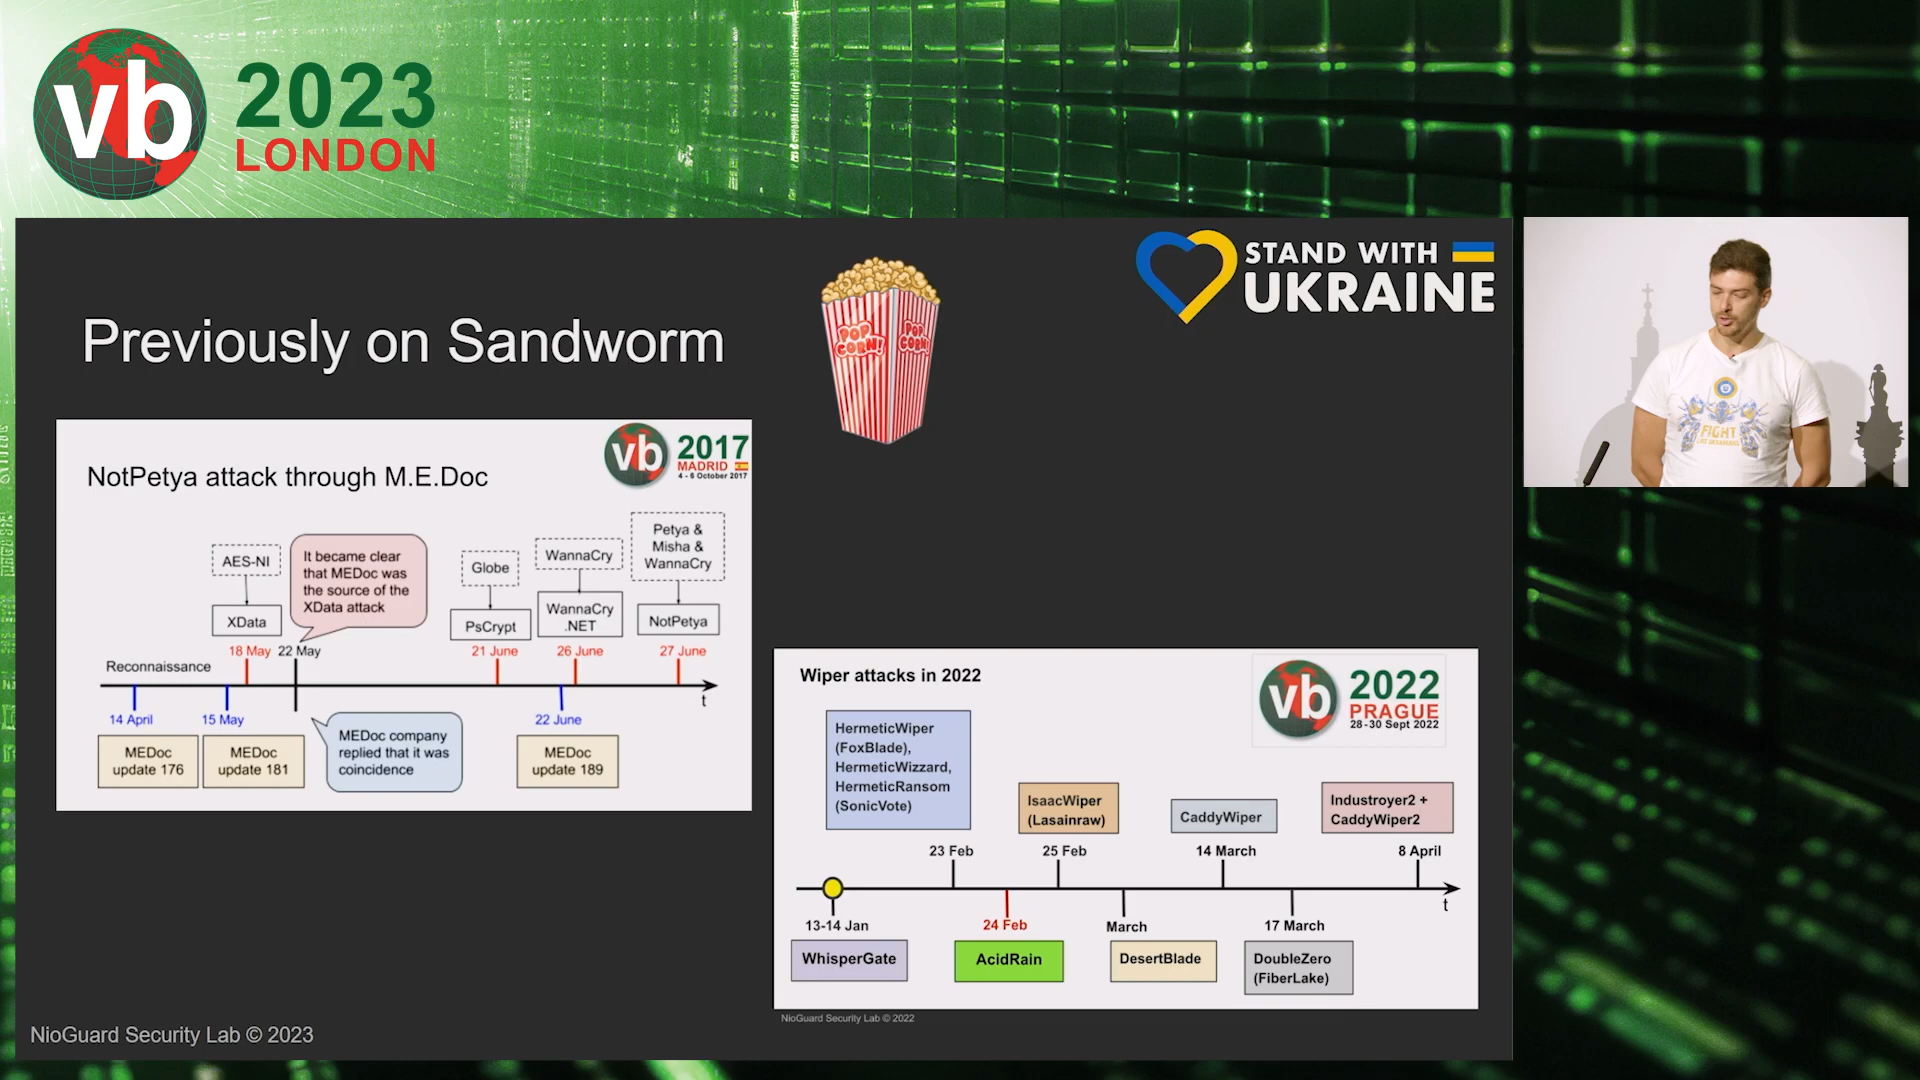 vb
2023
LONDON
STAND WITH
UKRAINE
POP
CORN!
POP
CORN!
Previously on Sandworm
vb
2017
MADRID
4 - 6 October 2017
NotPetya attack through M.E.Doc
AES-NI
XData
It became clear
that MEDoc was
the source of the
XData attack
Globe
PsCrypt
WannaCry
WannaCry
.NET
Petya &
Misha &
WannaCry
NotPetya
18 May
22 May
21 June
26 June
27 June
Reconnaissance
t
14 April
15 May
22 June
MEDoc
update 176
MEDoc
update 181
MEDoc company
replied that it was
coincidence
MEDoc
update 189
Wiper attacks in 2022
vb
2022
PRAGUE
28-30 Sept 2022
HermeticWiper
(FoxBlade),
HermeticWizzard,
HermeticRansom
(SonicVote)
IsaacWiper
(Lasainraw)
CaddyWiper
Industroyer2 +
CaddyWiper2
23 Feb
25 Feb
14 March
8 April
t
13-14 Jan
24 Feb
March
17 March
WhisperGate
AcidRain
DesertBlade
DoubleZero
(FiberLake)
NioGuard Security Lab © 2022
NioGuard Security Lab © 2023
FIGHT